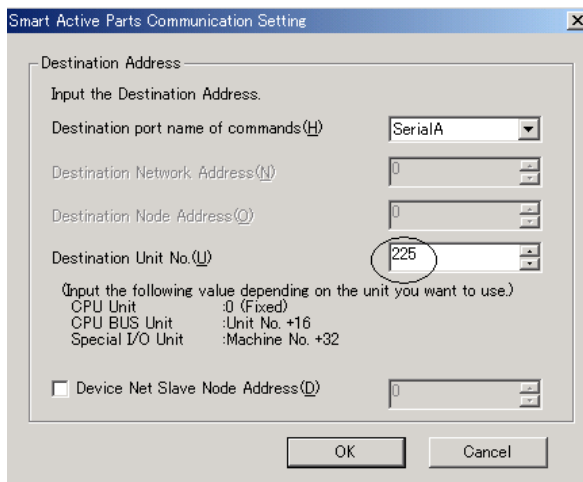 Smart Active Parts Communication Setting
Destination Address
Input the Destination Address.
Destination port name of commands(H) SerialA
Destination Network Address(N) 0
Destination Node Address(O) 0
Destination Unit No.(U) 225
(Input the following value depending on the unit you want to use.)
CPU Unit :0 (Fixed)
CPU BUS Unit :Unit No. +16
Special I/O Unit :Machine No. +32
Device Net Slave Node Address(D) 0
OK Cancel